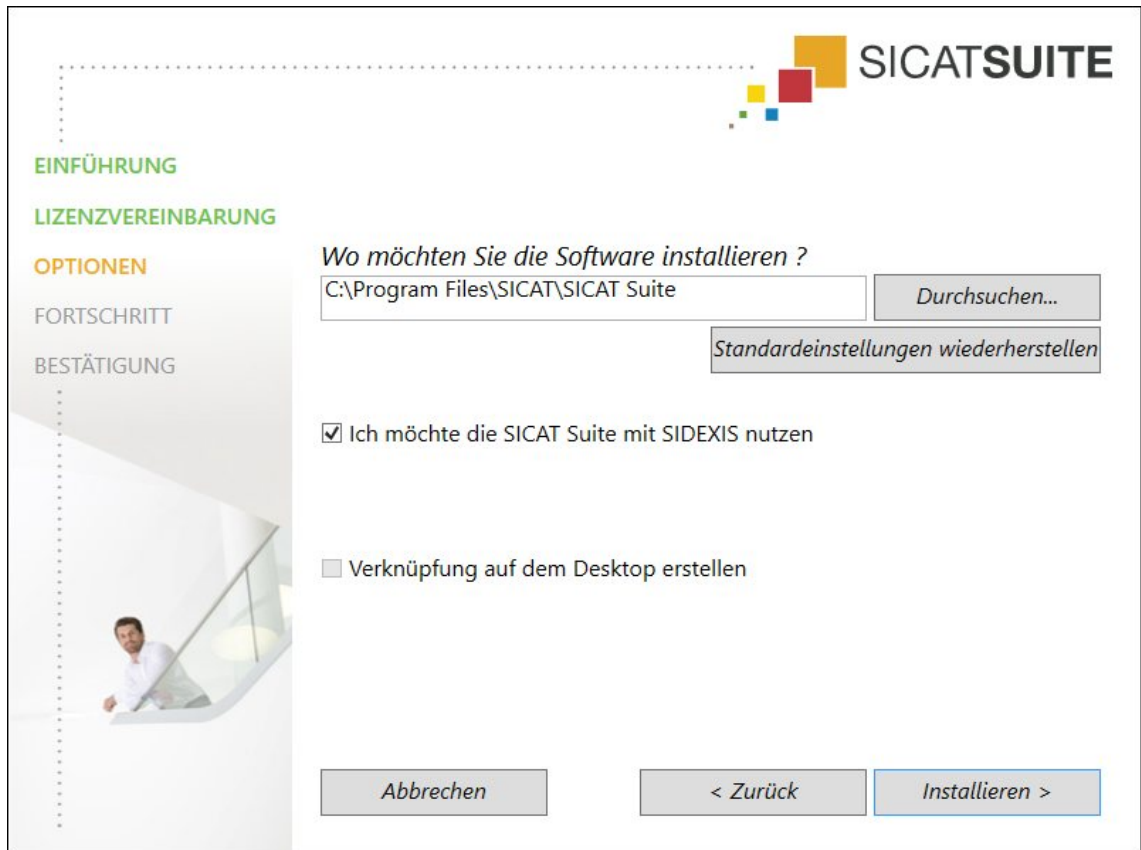 SICATSUITE
EINFÜHRUNG
LIZENZVEREINBARUNG
OPTIONEN
FORTSCHRITT
BESTÄTIGUNG
Wo möchten Sie die Software installieren ?
C:\Program Files\SICAT\SICAT Suite
Durchsuchen...
Standardeinstellungen wiederherstellen
Ich möchte die SICAT Suite mit SIDEXIS nutzen
Verknüpfung auf dem Desktop erstellen
Abbrechen
< Zurück
Installieren >